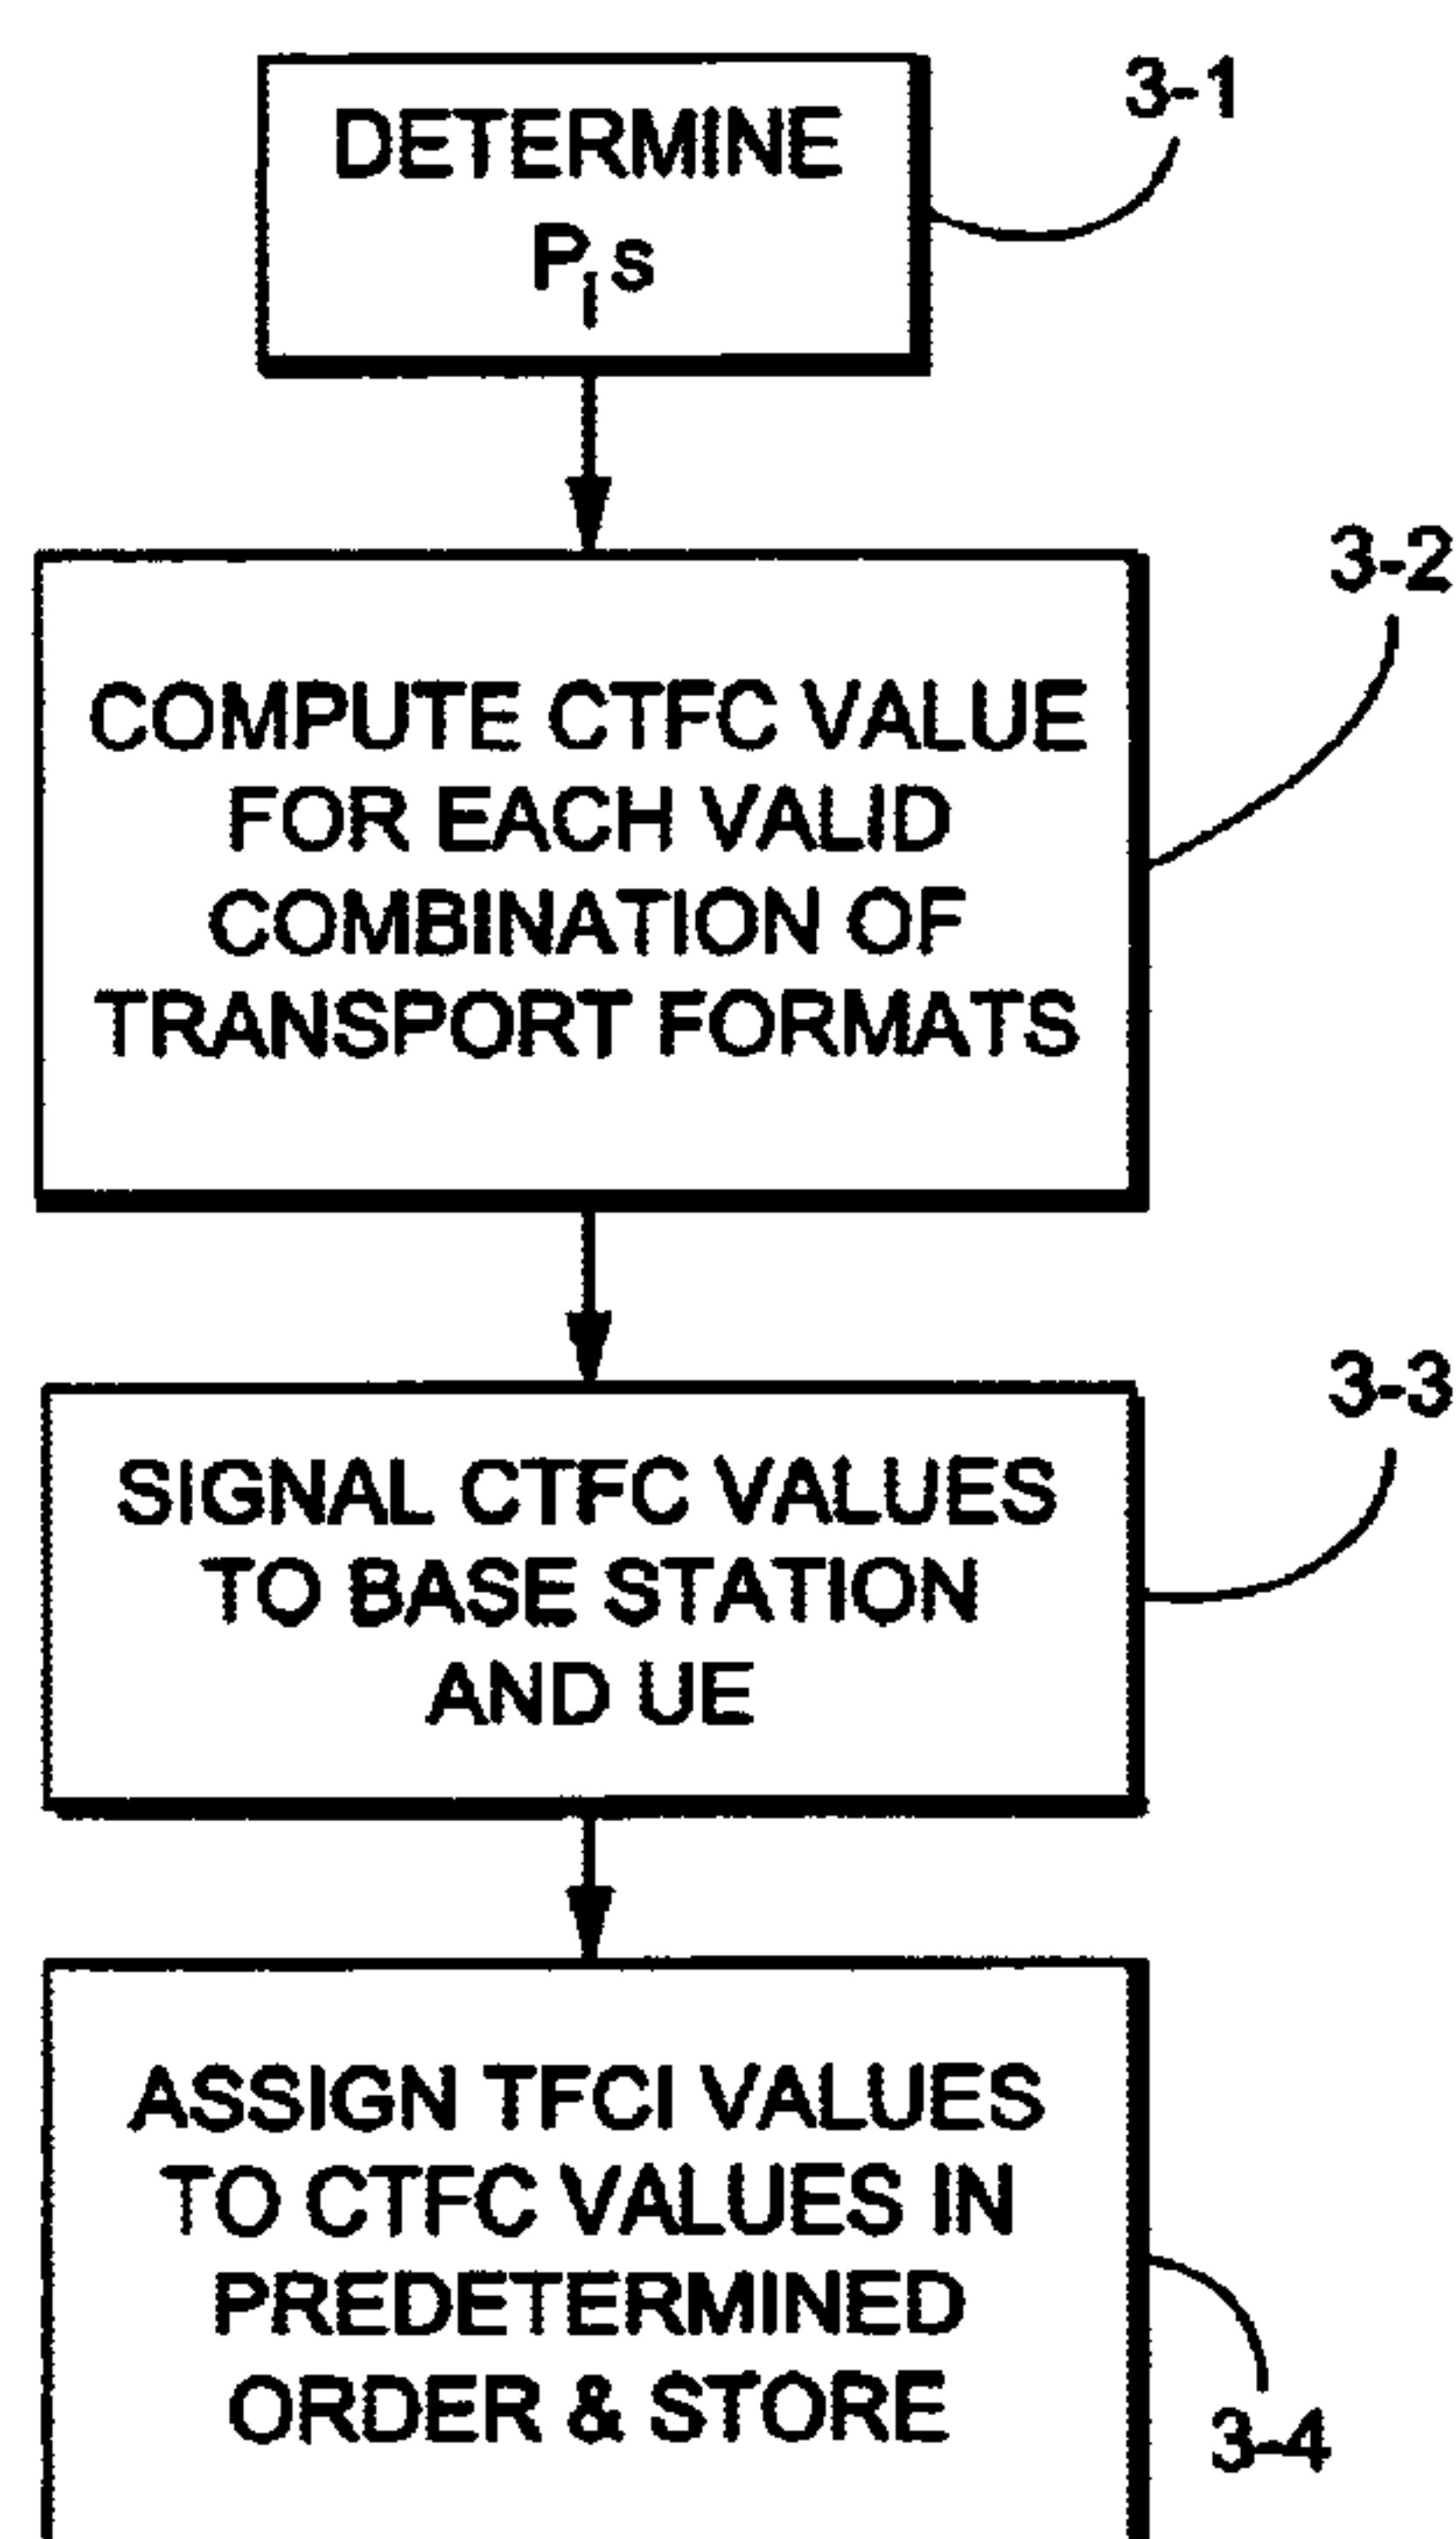 DETERMINE
Pis
3-1
COMPUTE CTFC VALUE
FOR EACH VALID
COMBINATION OF
TRANSPORT FORMATS
3-2
SIGNAL CTFC VALUES
TO BASE STATION
AND UE
3-3
ASSIGN TFCI VALUES
TO CTFC VALUES IN
PREDETERMINED
ORDER & STORE
3-4